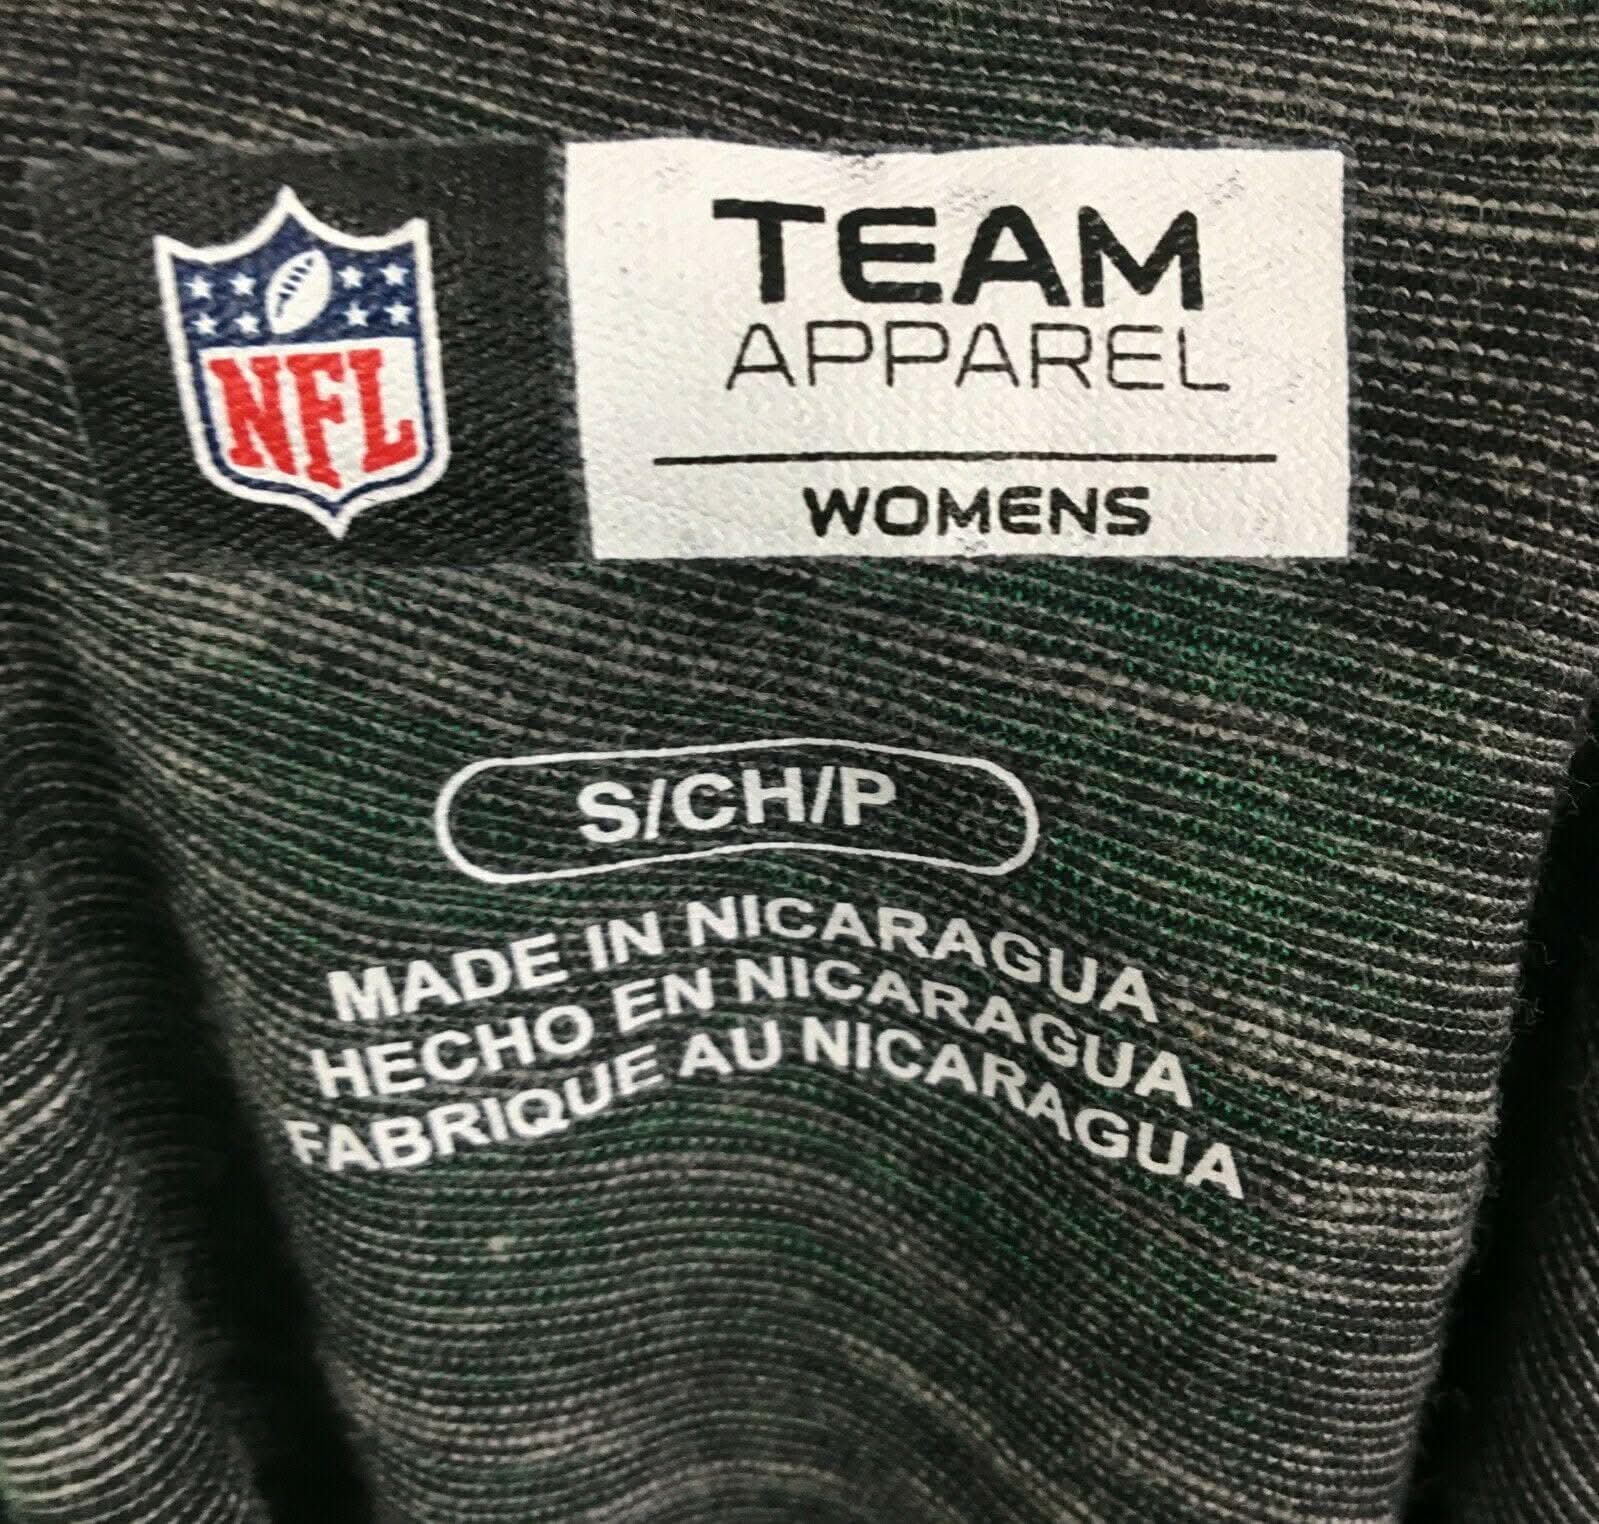 NFL
TEAM
APPAREL
WOMENS
S/CH/P
MADE IN NICARAGUA
HECHO EN NICARAGUA
FABRIQUE AU NICARAGUA